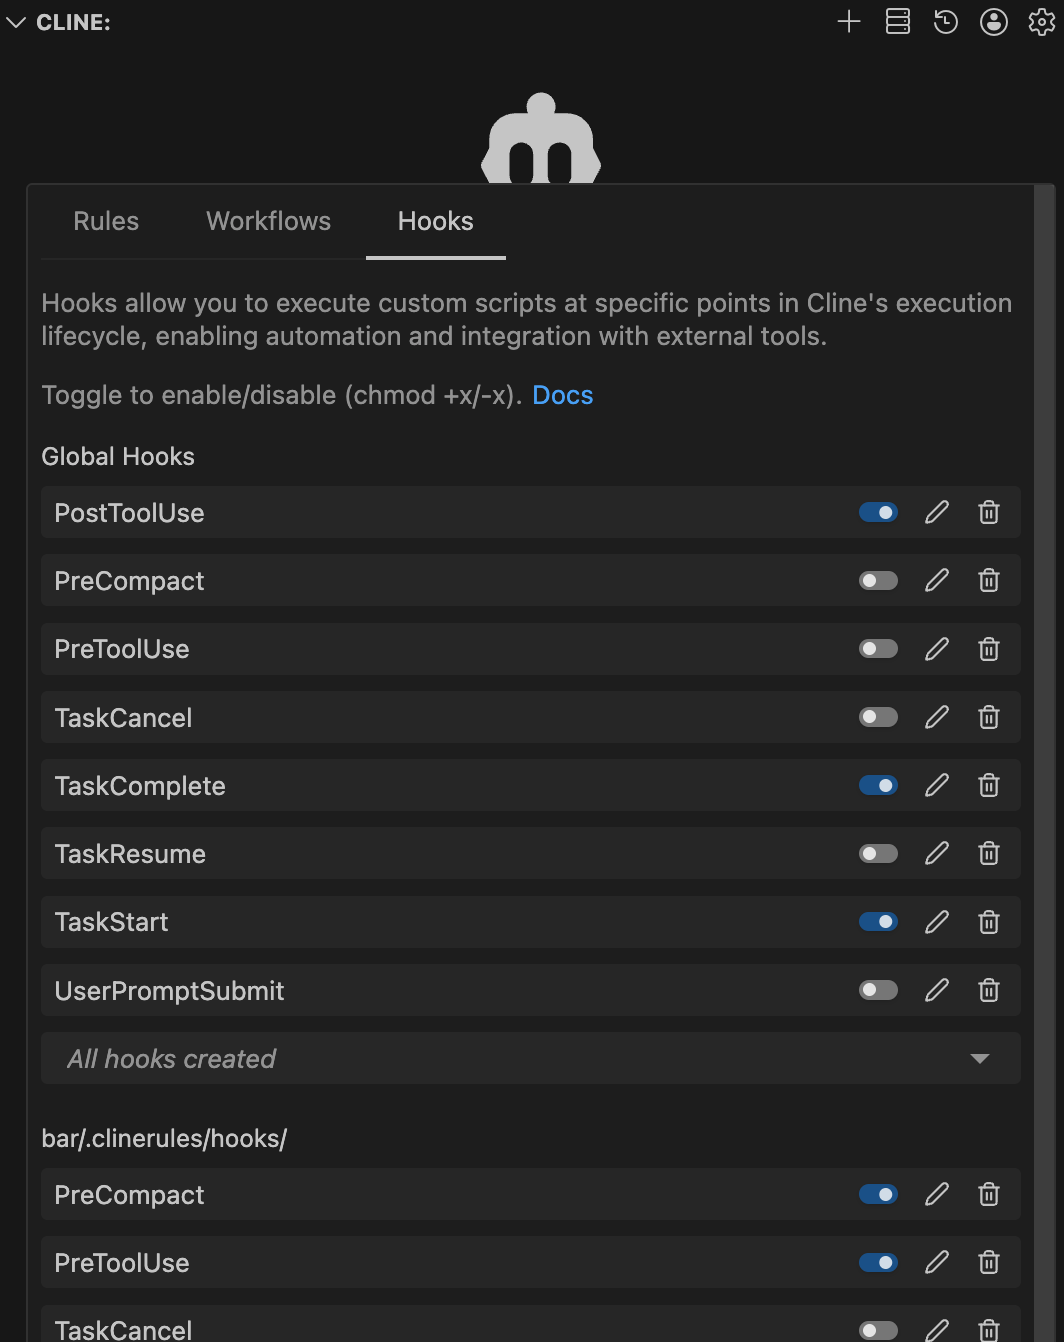 CLINE:
Rules
Workflows
Hooks
Hooks allow you to execute custom scripts at specific points in Cline's execution
lifecycle, enabling automation and integration with external tools.
Toggle to enable/disable (chmod +x/-x). Docs
Global Hooks
PostToolUse
PreCompact
PreToolUse
TaskCancel
TaskComplete
TaskResume
TaskStart
UserPromptSubmit
All hooks created
bar/.clinerules/hooks/
PreCompact
PreToolUse
TaskCancel